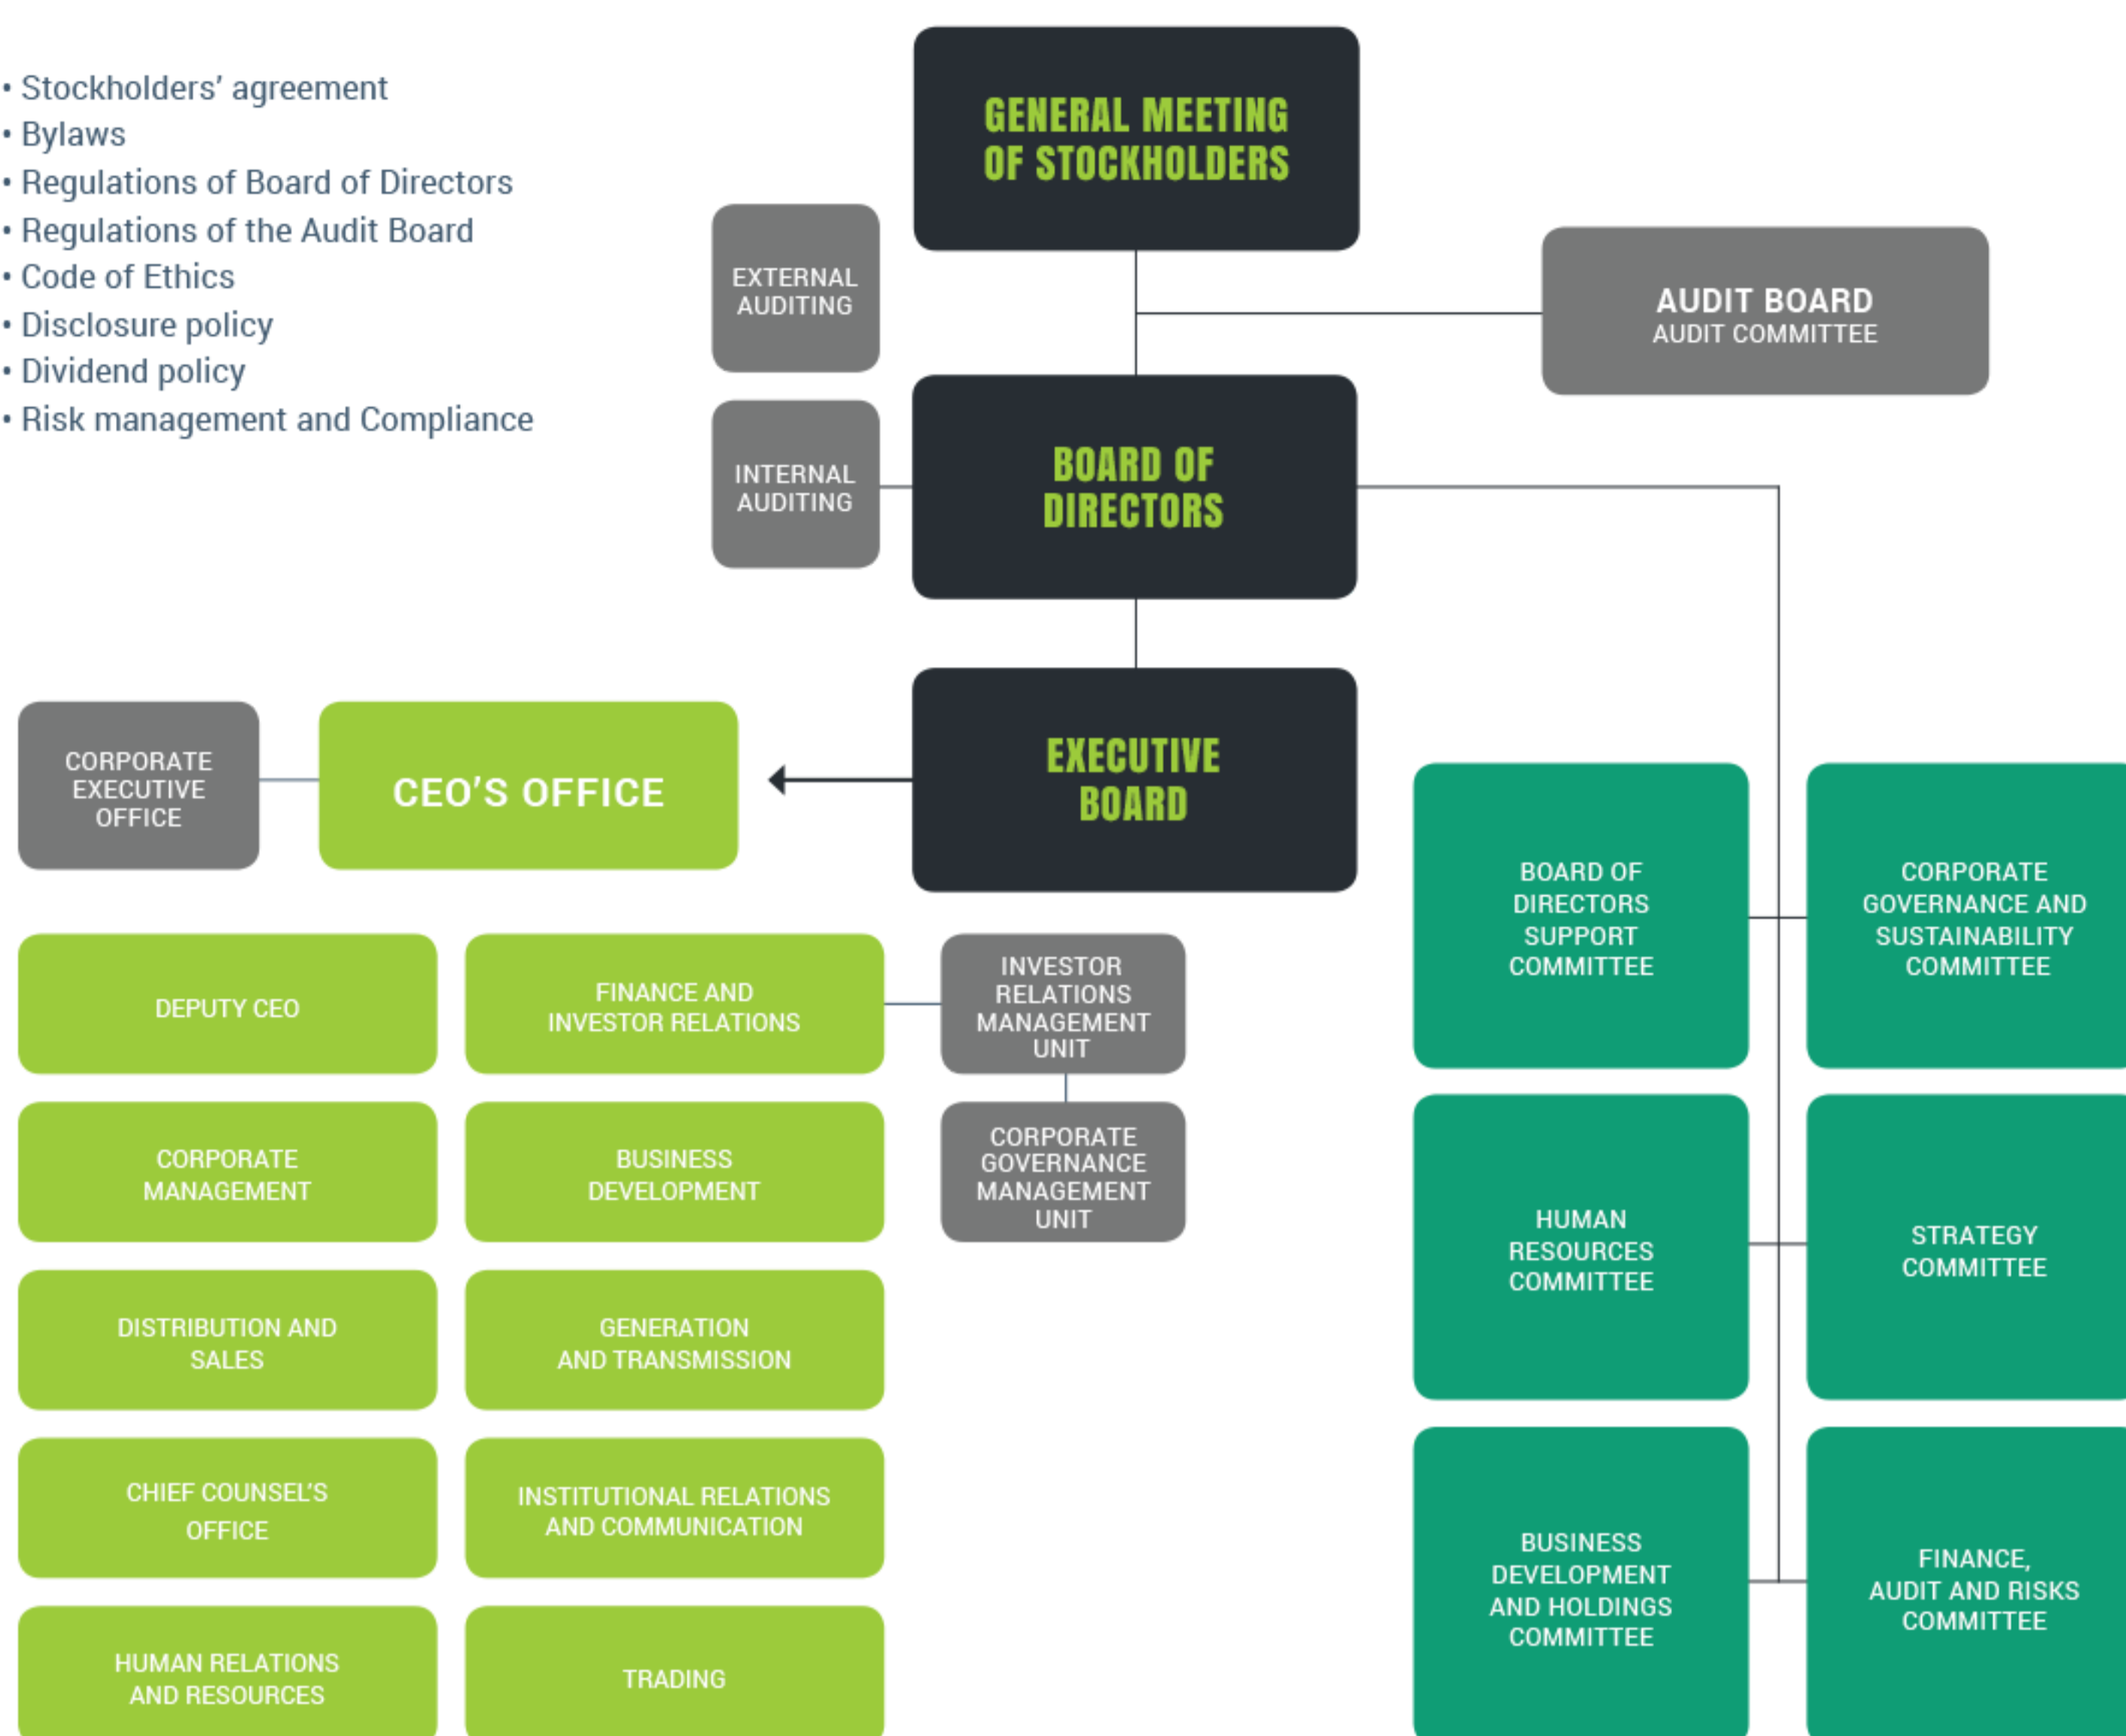 • Stockholders’ agreement
• Bylaws
• Regulations of Board of Directors
• Regulations of the Audit Board
• Code of Ethics
• Disclosure policy
• Dividend policy
• Risk management and Compliance
GENERAL MEETING
OF STOCKHOLDERS
EXTERNAL
AUDITING
AUDIT BOARD
AUDIT COMMITTEE
INTERNAL
AUDITING
BOARD OF
DIRECTORS
CORPORATE
EXECUTIVE
OFFICE
CEO’S OFFICE
EXECUTIVE
BOARD
DEPUTY CEO
FINANCE AND
INVESTOR RELATIONS
INVESTOR
RELATIONS
MANAGEMENT
UNIT
CORPORATE
MANAGEMENT
BUSINESS
DEVELOPMENT
CORPORATE
GOVERNANCE
MANAGEMENT
UNIT
DISTRIBUTION AND
SALES
GENERATION
AND TRANSMISSION
CHIEF COUNSEL’S
OFFICE
INSTITUTIONAL RELATIONS
AND COMMUNICATION
HUMAN RELATIONS
AND RESOURCES
TRADING
BOARD OF
DIRECTORS
SUPPORT
COMMITTEE
CORPORATE
GOVERNANCE AND
SUSTAINABILITY
COMMITTEE
HUMAN
RESOURCES
COMMITTEE
STRATEGY
COMMITTEE
BUSINESS
DEVELOPMENT
AND HOLDINGS
COMMITTEE
FINANCE,
AUDIT AND RISKS
COMMITTEE